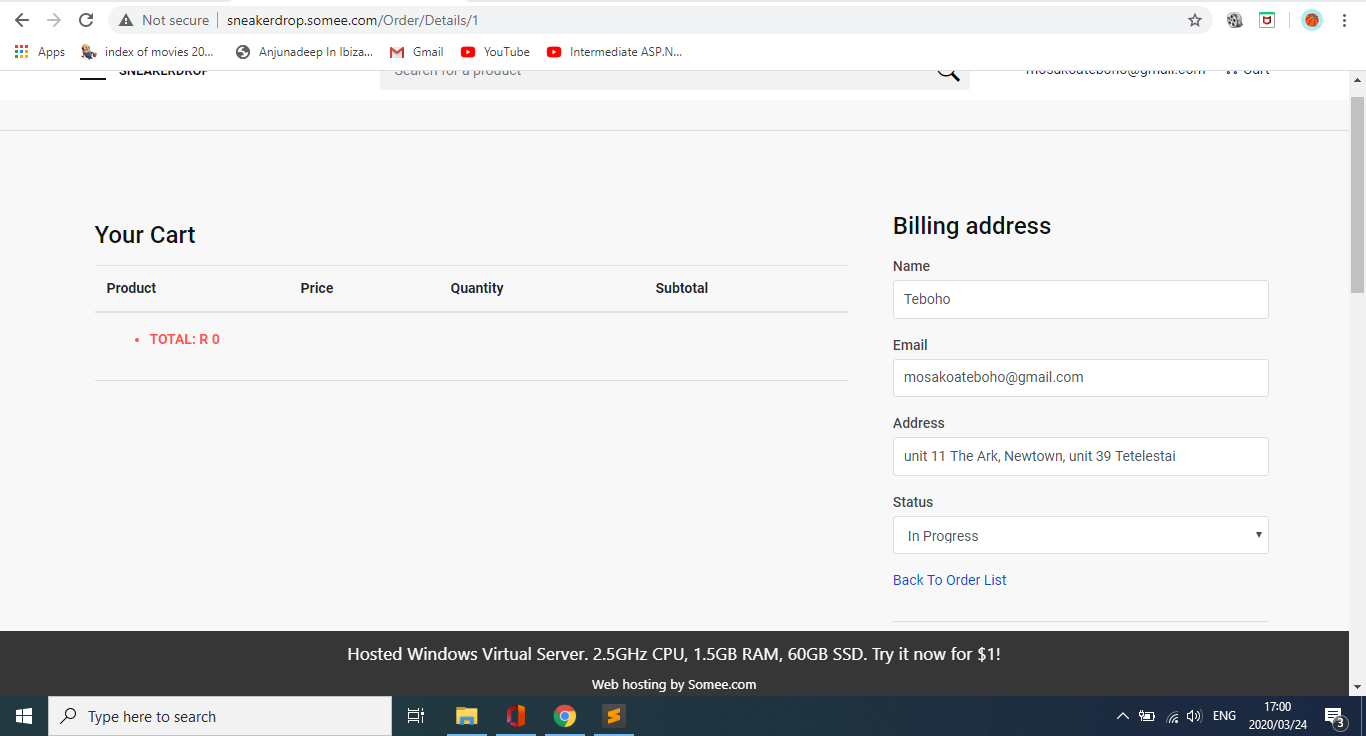 Not secure sneakerdrop.somee.com/Order/Details/1
Apps index of movies 20... Anjunadeep In Ibiza... Gmail YouTube Intermediate ASP.N...
SNEAKERDROP Search for a product mosakoateboho@gmail.com Cart
Your Cart
Product Price Quantity Subtotal
• TOTAL: R 0
Billing address
Name
Teboho
Email
mosakoateboho@gmail.com
Address
unit 11 The Ark, Newtown, unit 39 Tetelestai
Status
In Progress
Back To Order List
Hosted Windows Virtual Server. 2.5GHz CPU, 1.5GB RAM, 60GB SSD. Try it now for $1!
Web hosting by Somee.com
Type here to search
ENG
17:00
2020/03/24
3